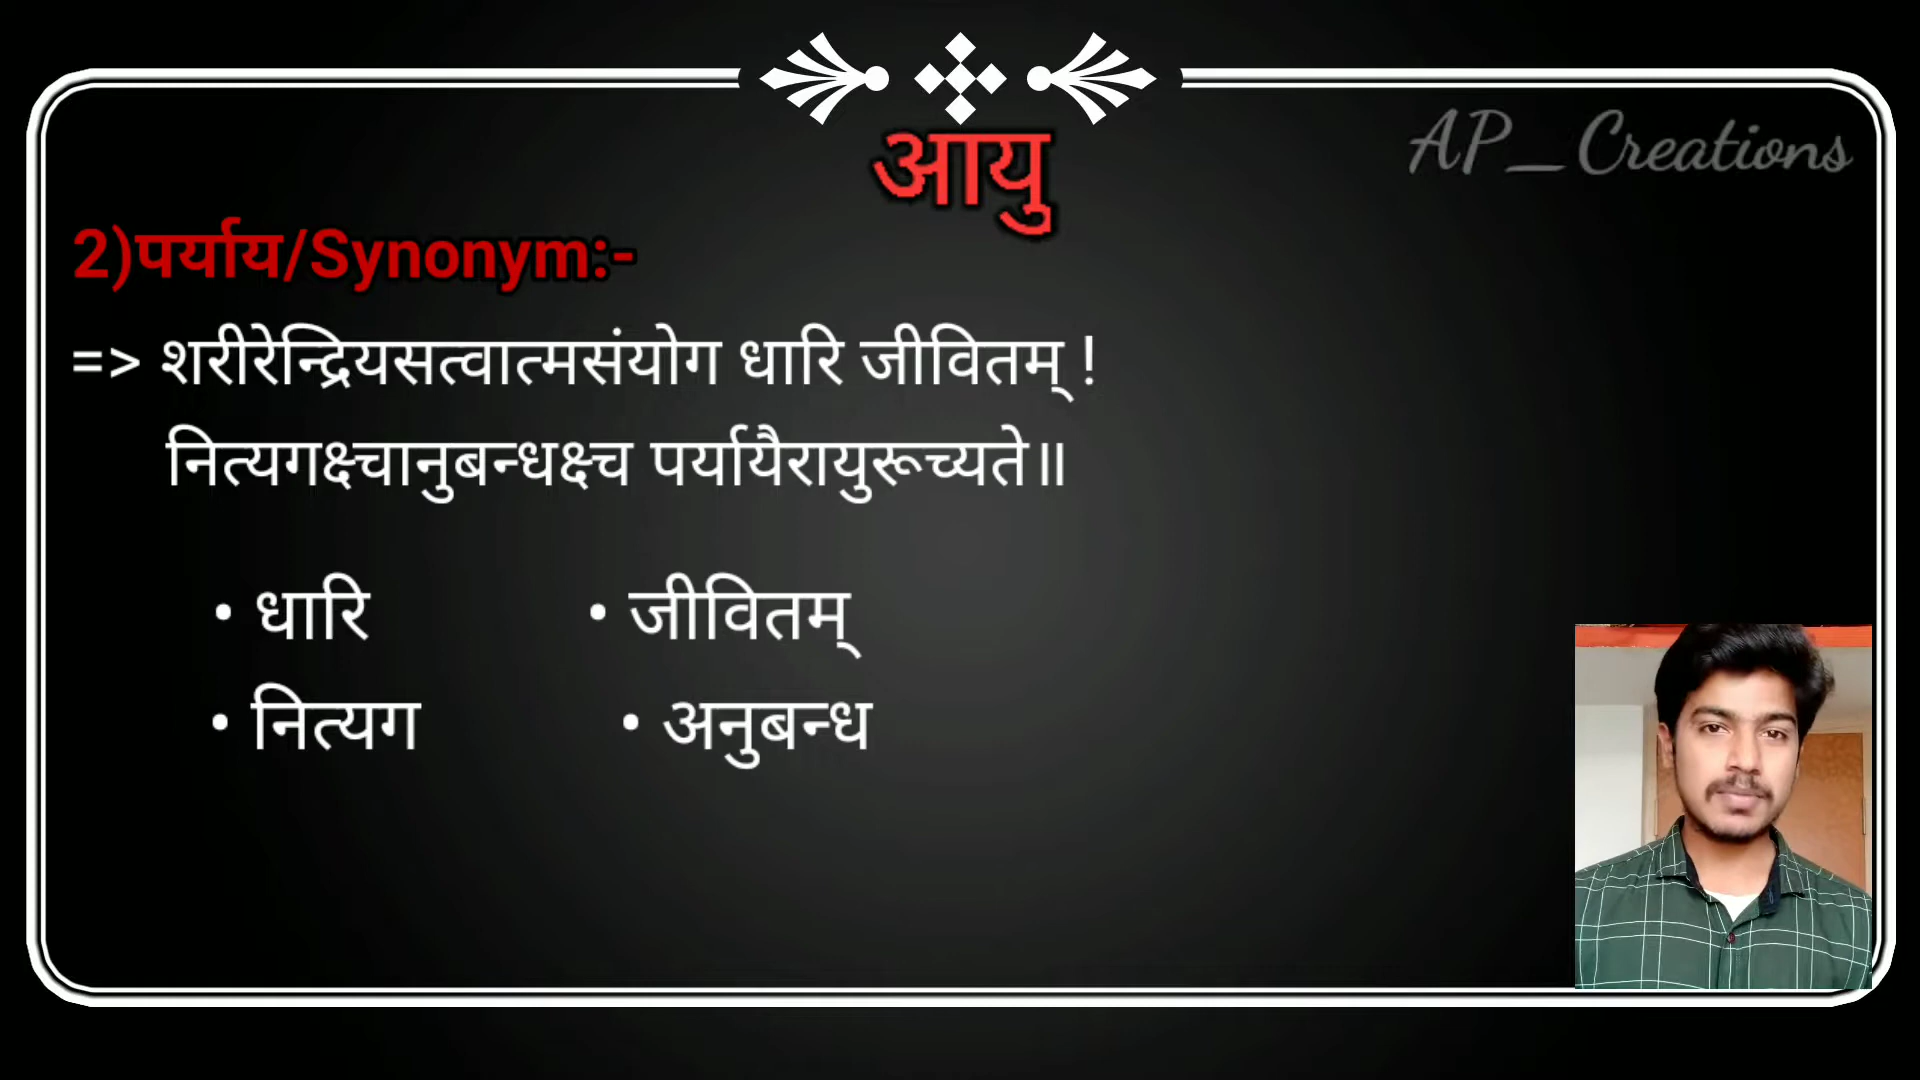 आयु
AP_Creations
2)पर्याय/Synonym:-
=> शरीरेन्द्रियसत्वात्मसंयोग धारि जीवितम् !
नित्यगक्ष्चानुबन्धक्ष्च पर्यायैरायुरूच्यते॥
• धारि • जीवितम्
• नित्यग • अनुबन्ध